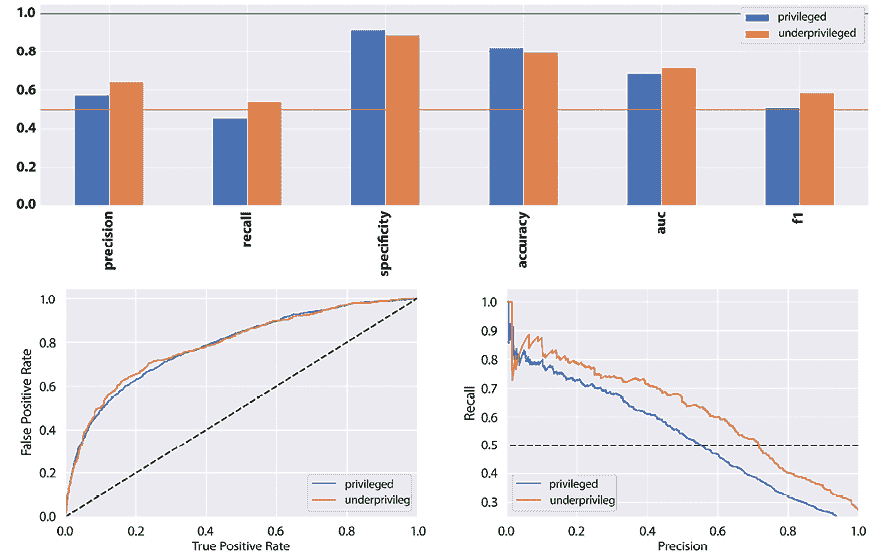 1.0
0.8
0.6
0.4
0.2
0.0
privileged
underprivileged
precision
recall
specificity
accuracy
auc
f1
1.0
0.8
0.6
0.4
0.2
0.0
False Positive Rate
privileged
underprivileg
0.0 0.2 0.4 0.6 0.8 1.0
True Positive Rate
1.0
0.9
0.8
0.7
0.6
0.5
0.4
0.3
Recall
privileged
underprivileg
0.0 0.2 0.4 0.6 0.8 1.0
Precision